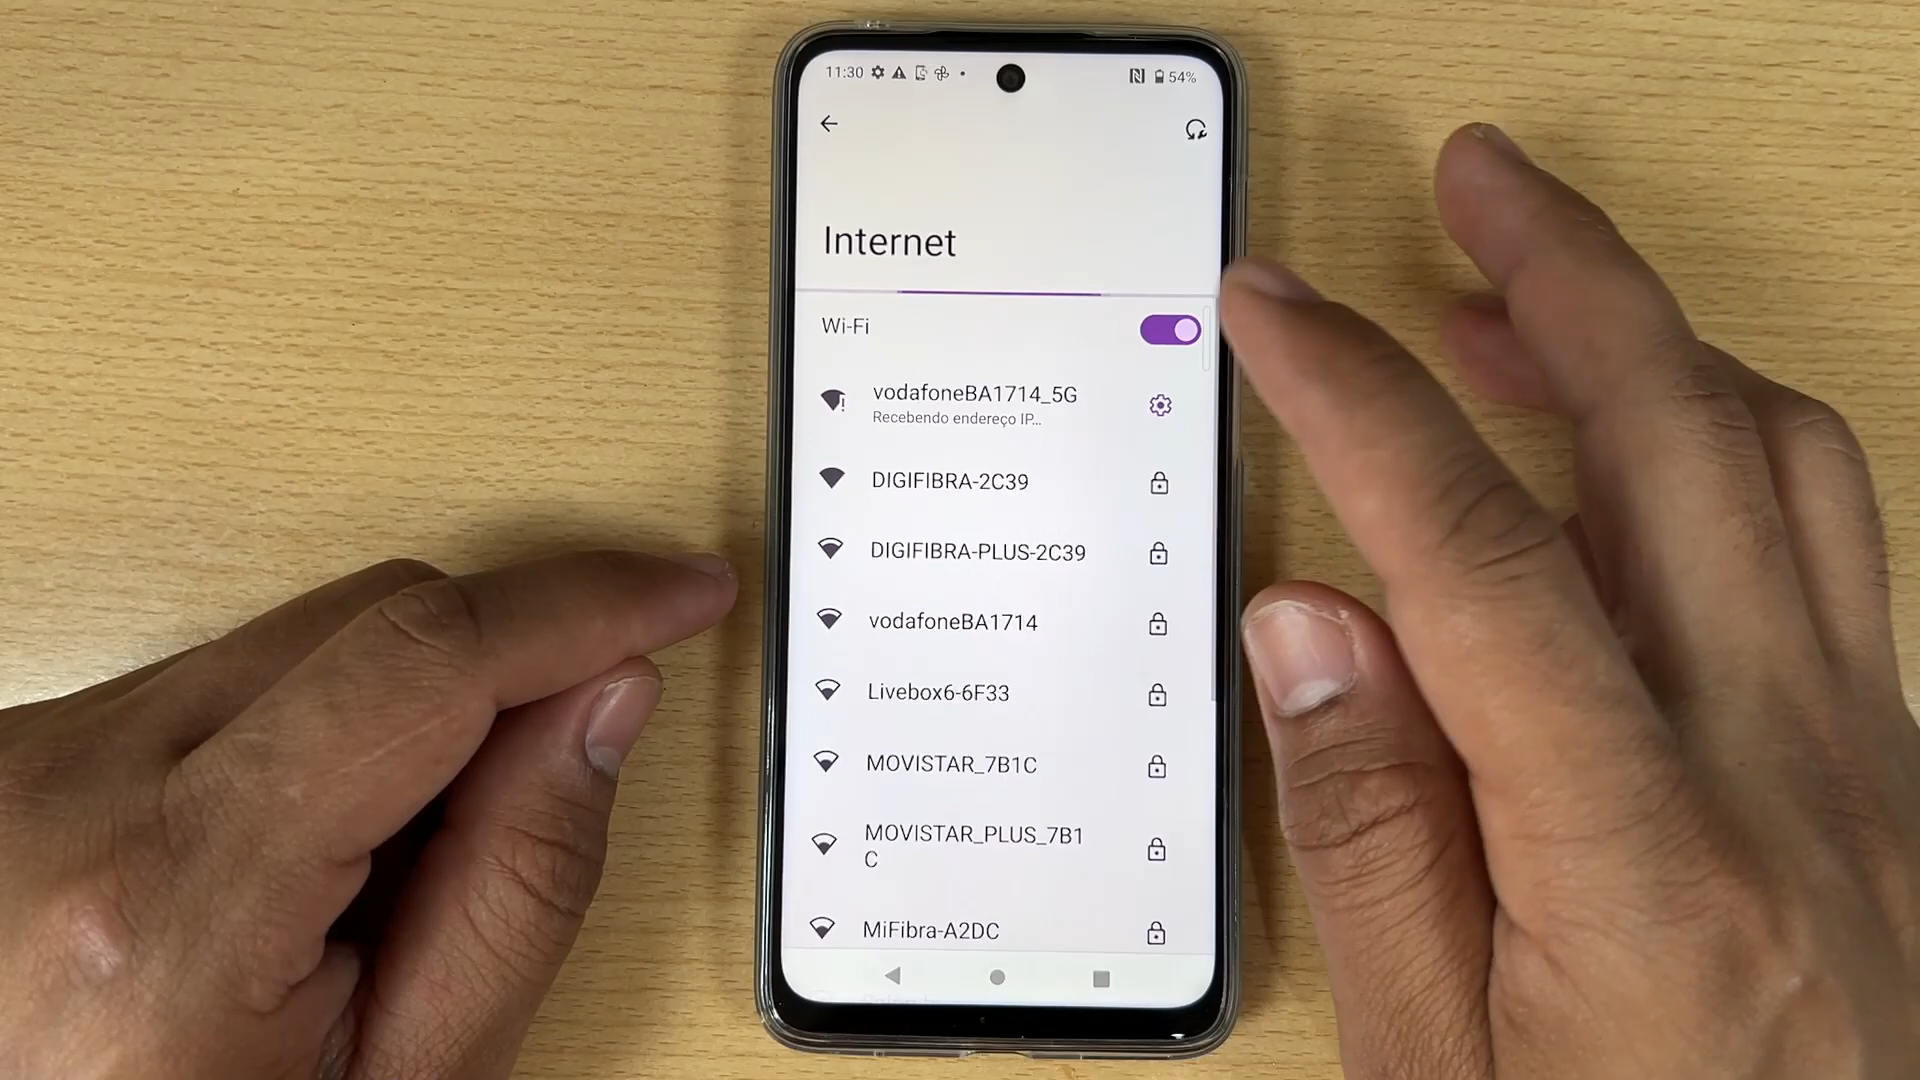 11:30
54%
Internet
Wi-Fi
vodafoneBA1714_5G
Recebendo endereço IP...
DIGIFIBRA-2C39
DIGIFIBRA-PLUS-2C39
vodafoneBA1714
Livebox6-6F33
MOVISTAR_7B1C
MOVISTAR_PLUS_7B1
C
MiFibra-A2DC